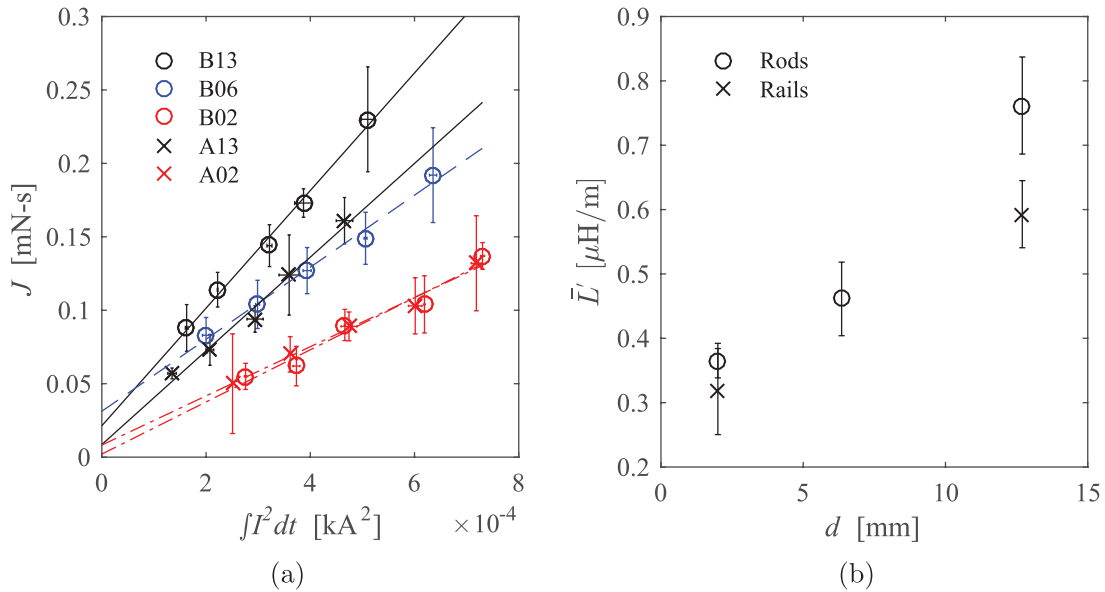 0.3
0.25
0.2
0.15
0.1
0.05
0
J [mN-s]
B13
B06
B02
A13
A02
0 2 4 6 8
∫I²dt [kA²] ×10⁻⁴
(a)
0.9
0.8
0.7
0.6
0.5
0.4
0.3
0.2
L̄′ [μH/m]
Rods
Rails
0 5 10 15
d [mm]
(b)